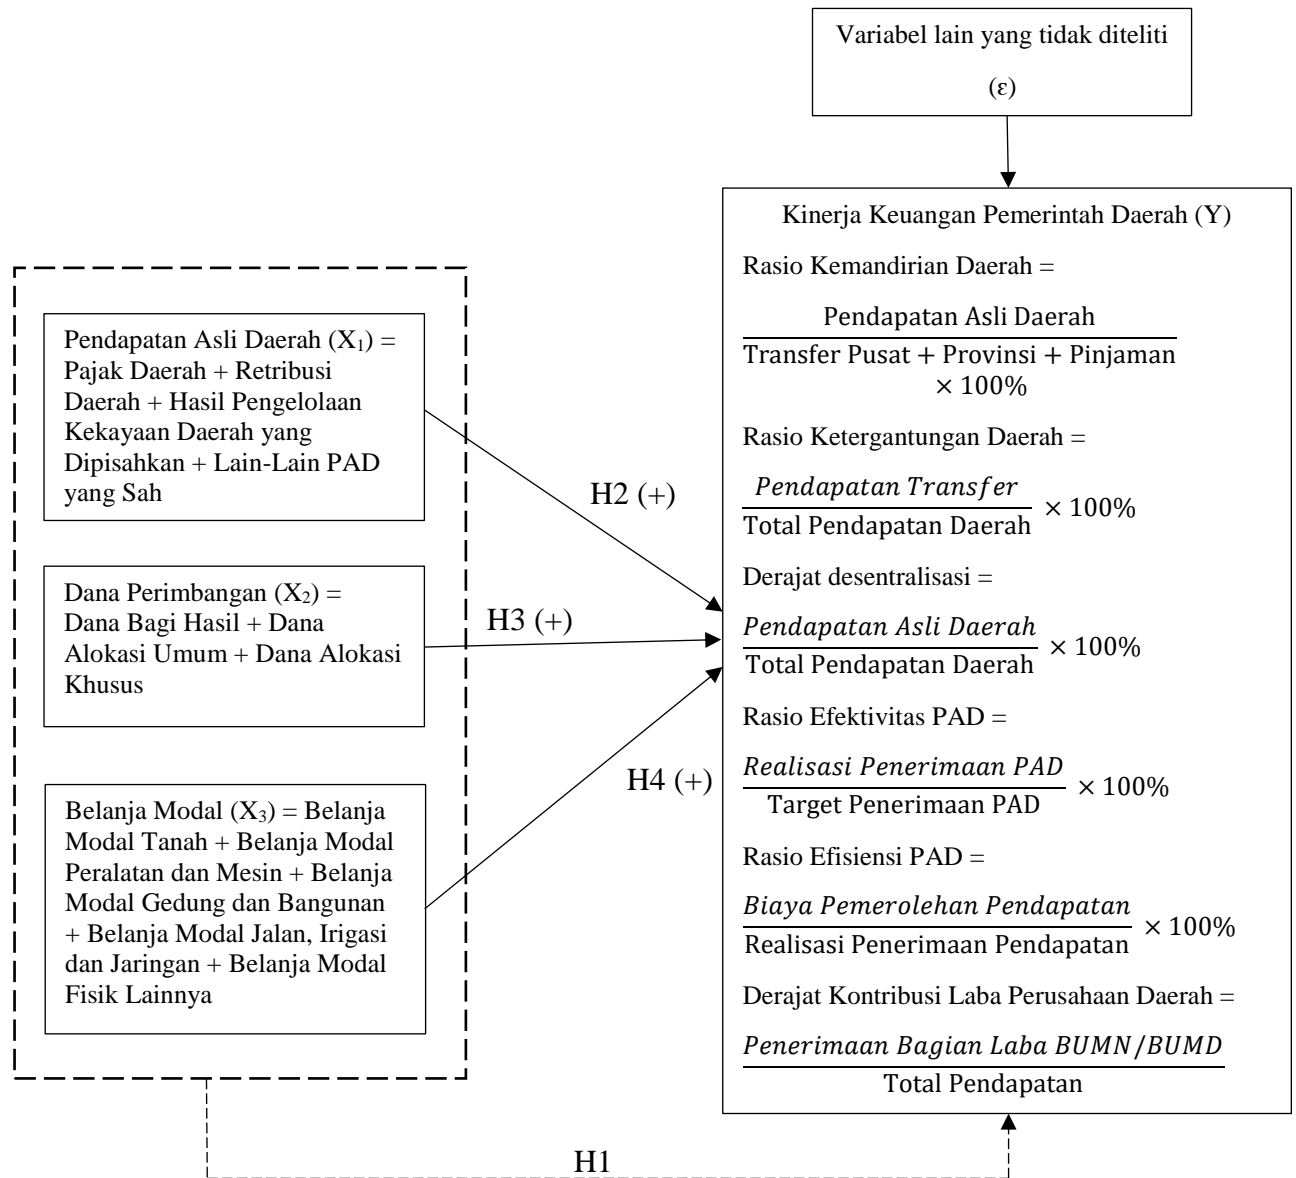 Variabel lain yang tidak diteliti
(ε)
Kinerja Keuangan Pemerintah Daerah (Y)
Rasio Kemandirian Daerah =
Pendapatan Asli Daerah
Transfer Pusat + Provinsi + Pinjaman
× 100%
Rasio Ketergantungan Daerah =
Pendapatan Transfer
Total Pendapatan Daerah × 100%
Derajat desentralisasi =
Pendapatan Asli Daerah
Total Pendapatan Daerah × 100%
Rasio Efektivitas PAD =
Realisasi Penerimaan PAD
Target Penerimaan PAD × 100%
Rasio Efisiensi PAD =
Biaya Pemerolehan Pendapatan
Realisasi Penerimaan Pendapatan × 100%
Derajat Kontribusi Laba Perusahaan Daerah =
Penerimaan Bagian Laba BUMN/BUMD
Total Pendapatan
Pendapatan Asli Daerah (X₁) =
Pajak Daerah + Retribusi
Daerah + Hasil Pengelolaan
Kekayaan Daerah yang
Dipisahkan + Lain-Lain PAD
yang Sah
Dana Perimbangan (X₂) =
Dana Bagi Hasil + Dana
Alokasi Umum + Dana Alokasi
Khusus
Belanja Modal (X₃) = Belanja
Modal Tanah + Belanja Modal
Peralatan dan Mesin + Belanja
Modal Gedung dan Bangunan
+ Belanja Modal Jalan, Irigasi
dan Jaringan + Belanja Modal
Fisik Lainnya
H2 (+)
H3 (+)
H4 (+)
H1